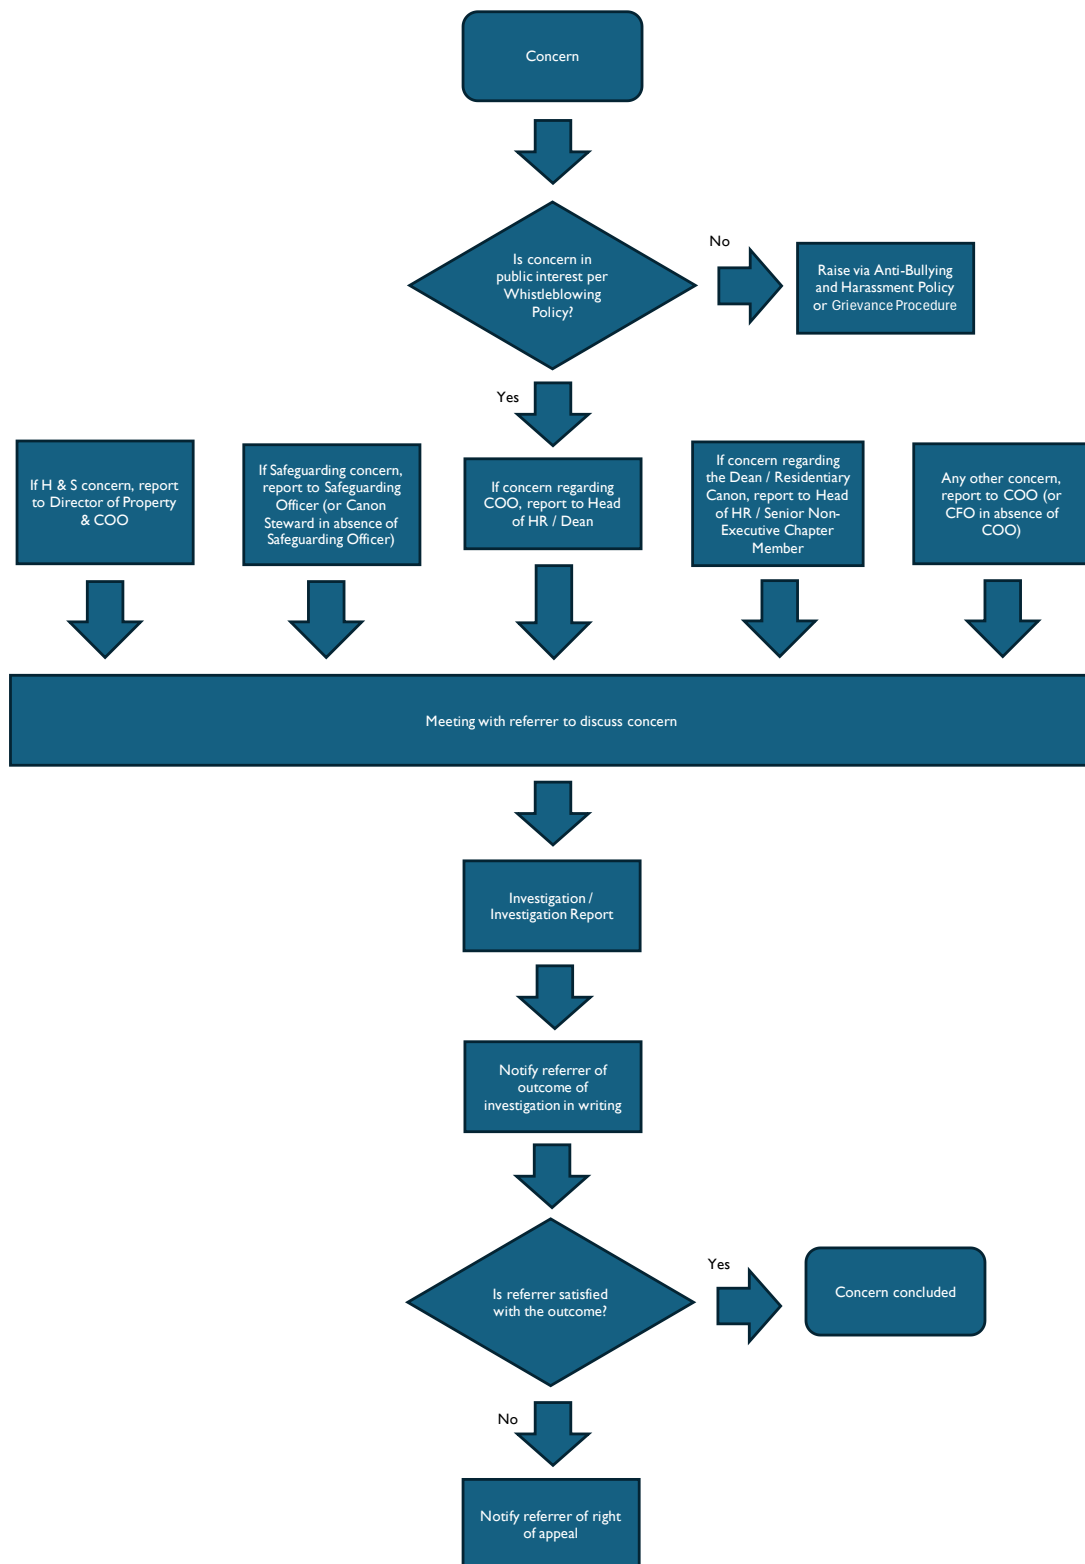 Concern
Is concern in
public interest per
Whistleblowing
Policy?
No
Raise via Anti-Bullying
and Harassment Policy
or Grievance Procedure
Yes
If H & S concern, report
to Director of Property
& COO
If Safeguarding concern,
report to Safeguarding
Officer (or Canon
Steward in absence of
Safeguarding Officer)
If concern regarding
COO, report to Head
of HR / Dean
If concern regarding
the Dean / Residentiary
Canon, report to Head
of HR / Senior Non-
Executive Chapter
Member
Any other concern,
report to COO (or
CFO in absence of
COO)
Meeting with referrer to discuss concern
Investigation /
Investigation Report
Notify referrer of
outcome of
investigation in writing
Is referrer satisfied
with the outcome?
Yes
Concern concluded
No
Notify referrer of right
of appeal